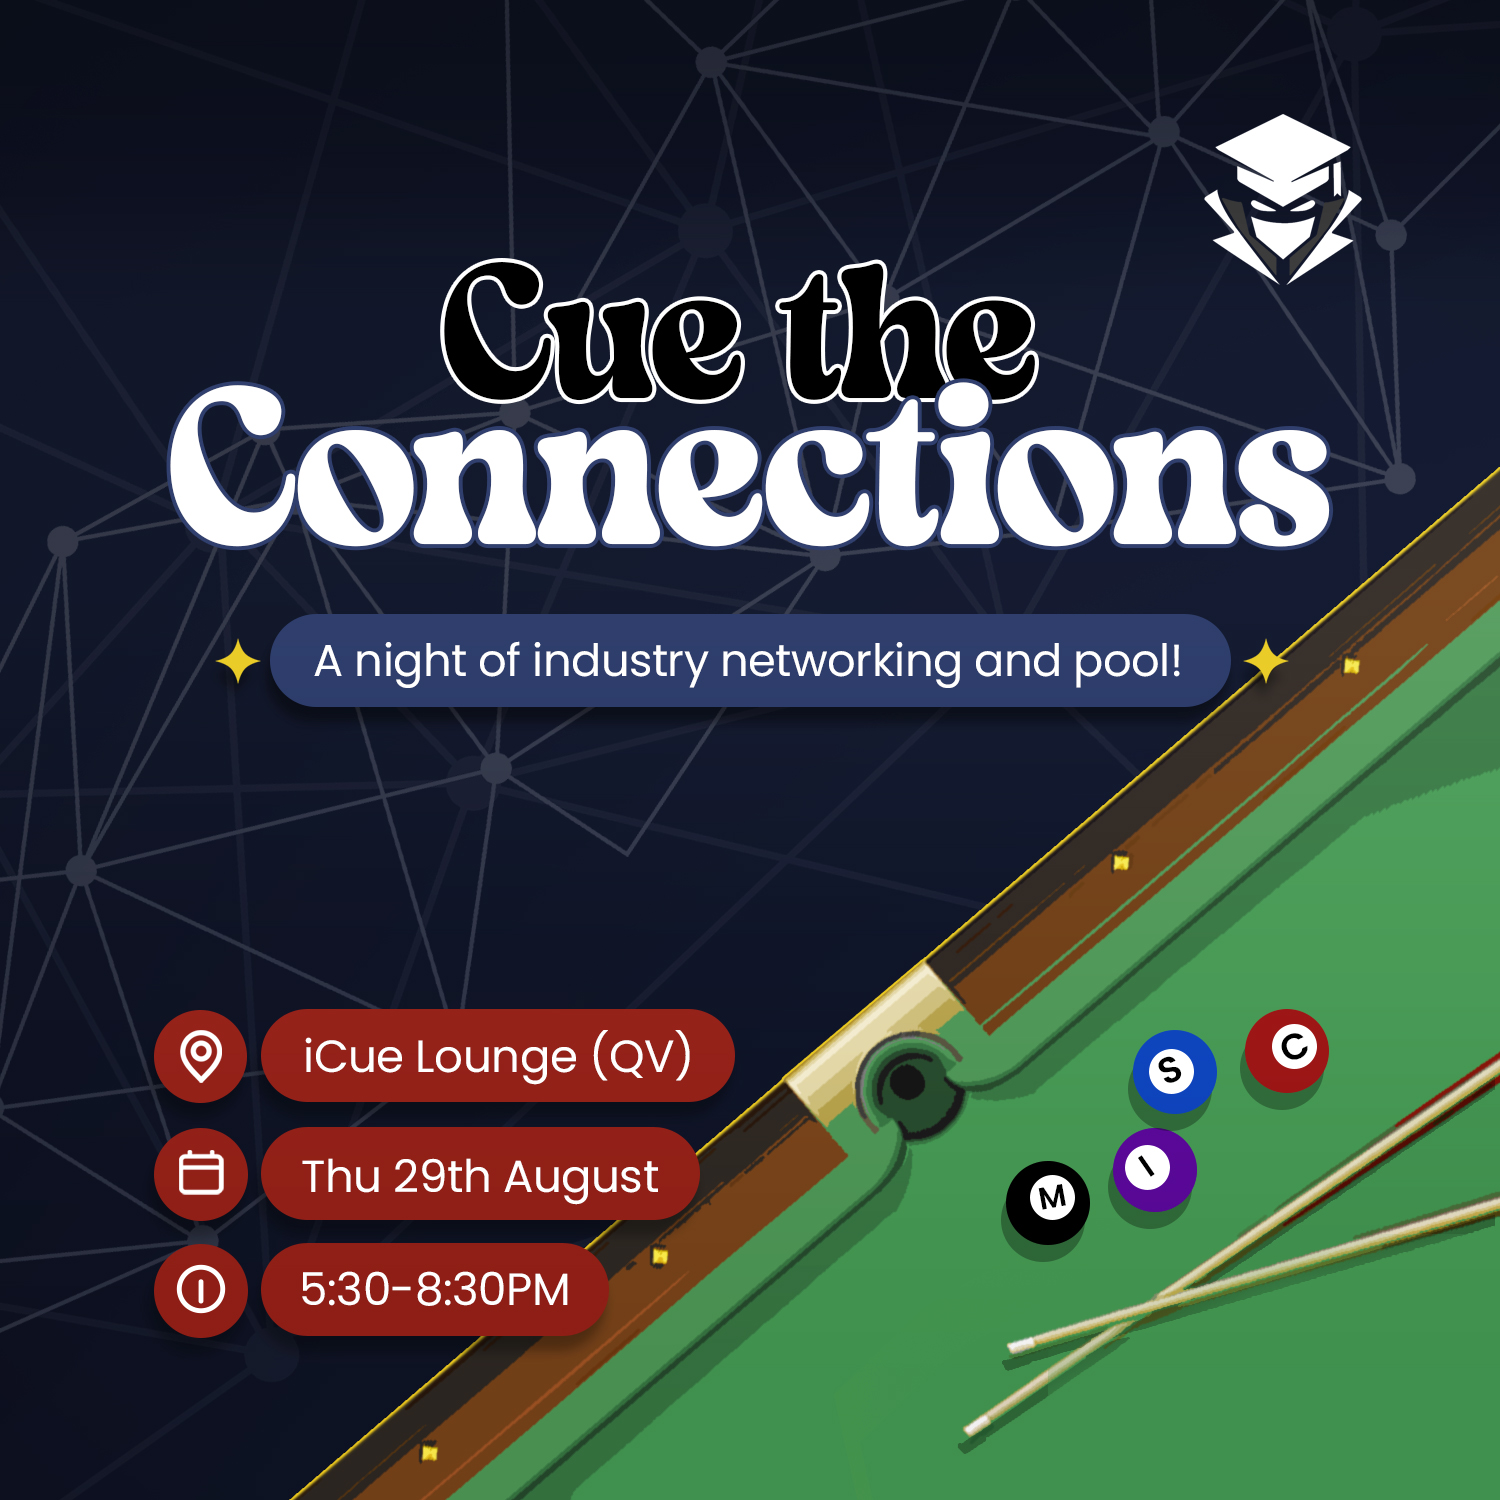 Cue the
Connections
A night of industry networking and pool!
iCue Lounge (QV)
Thu 29th August
5:30-8:30PM
S
C
M
I